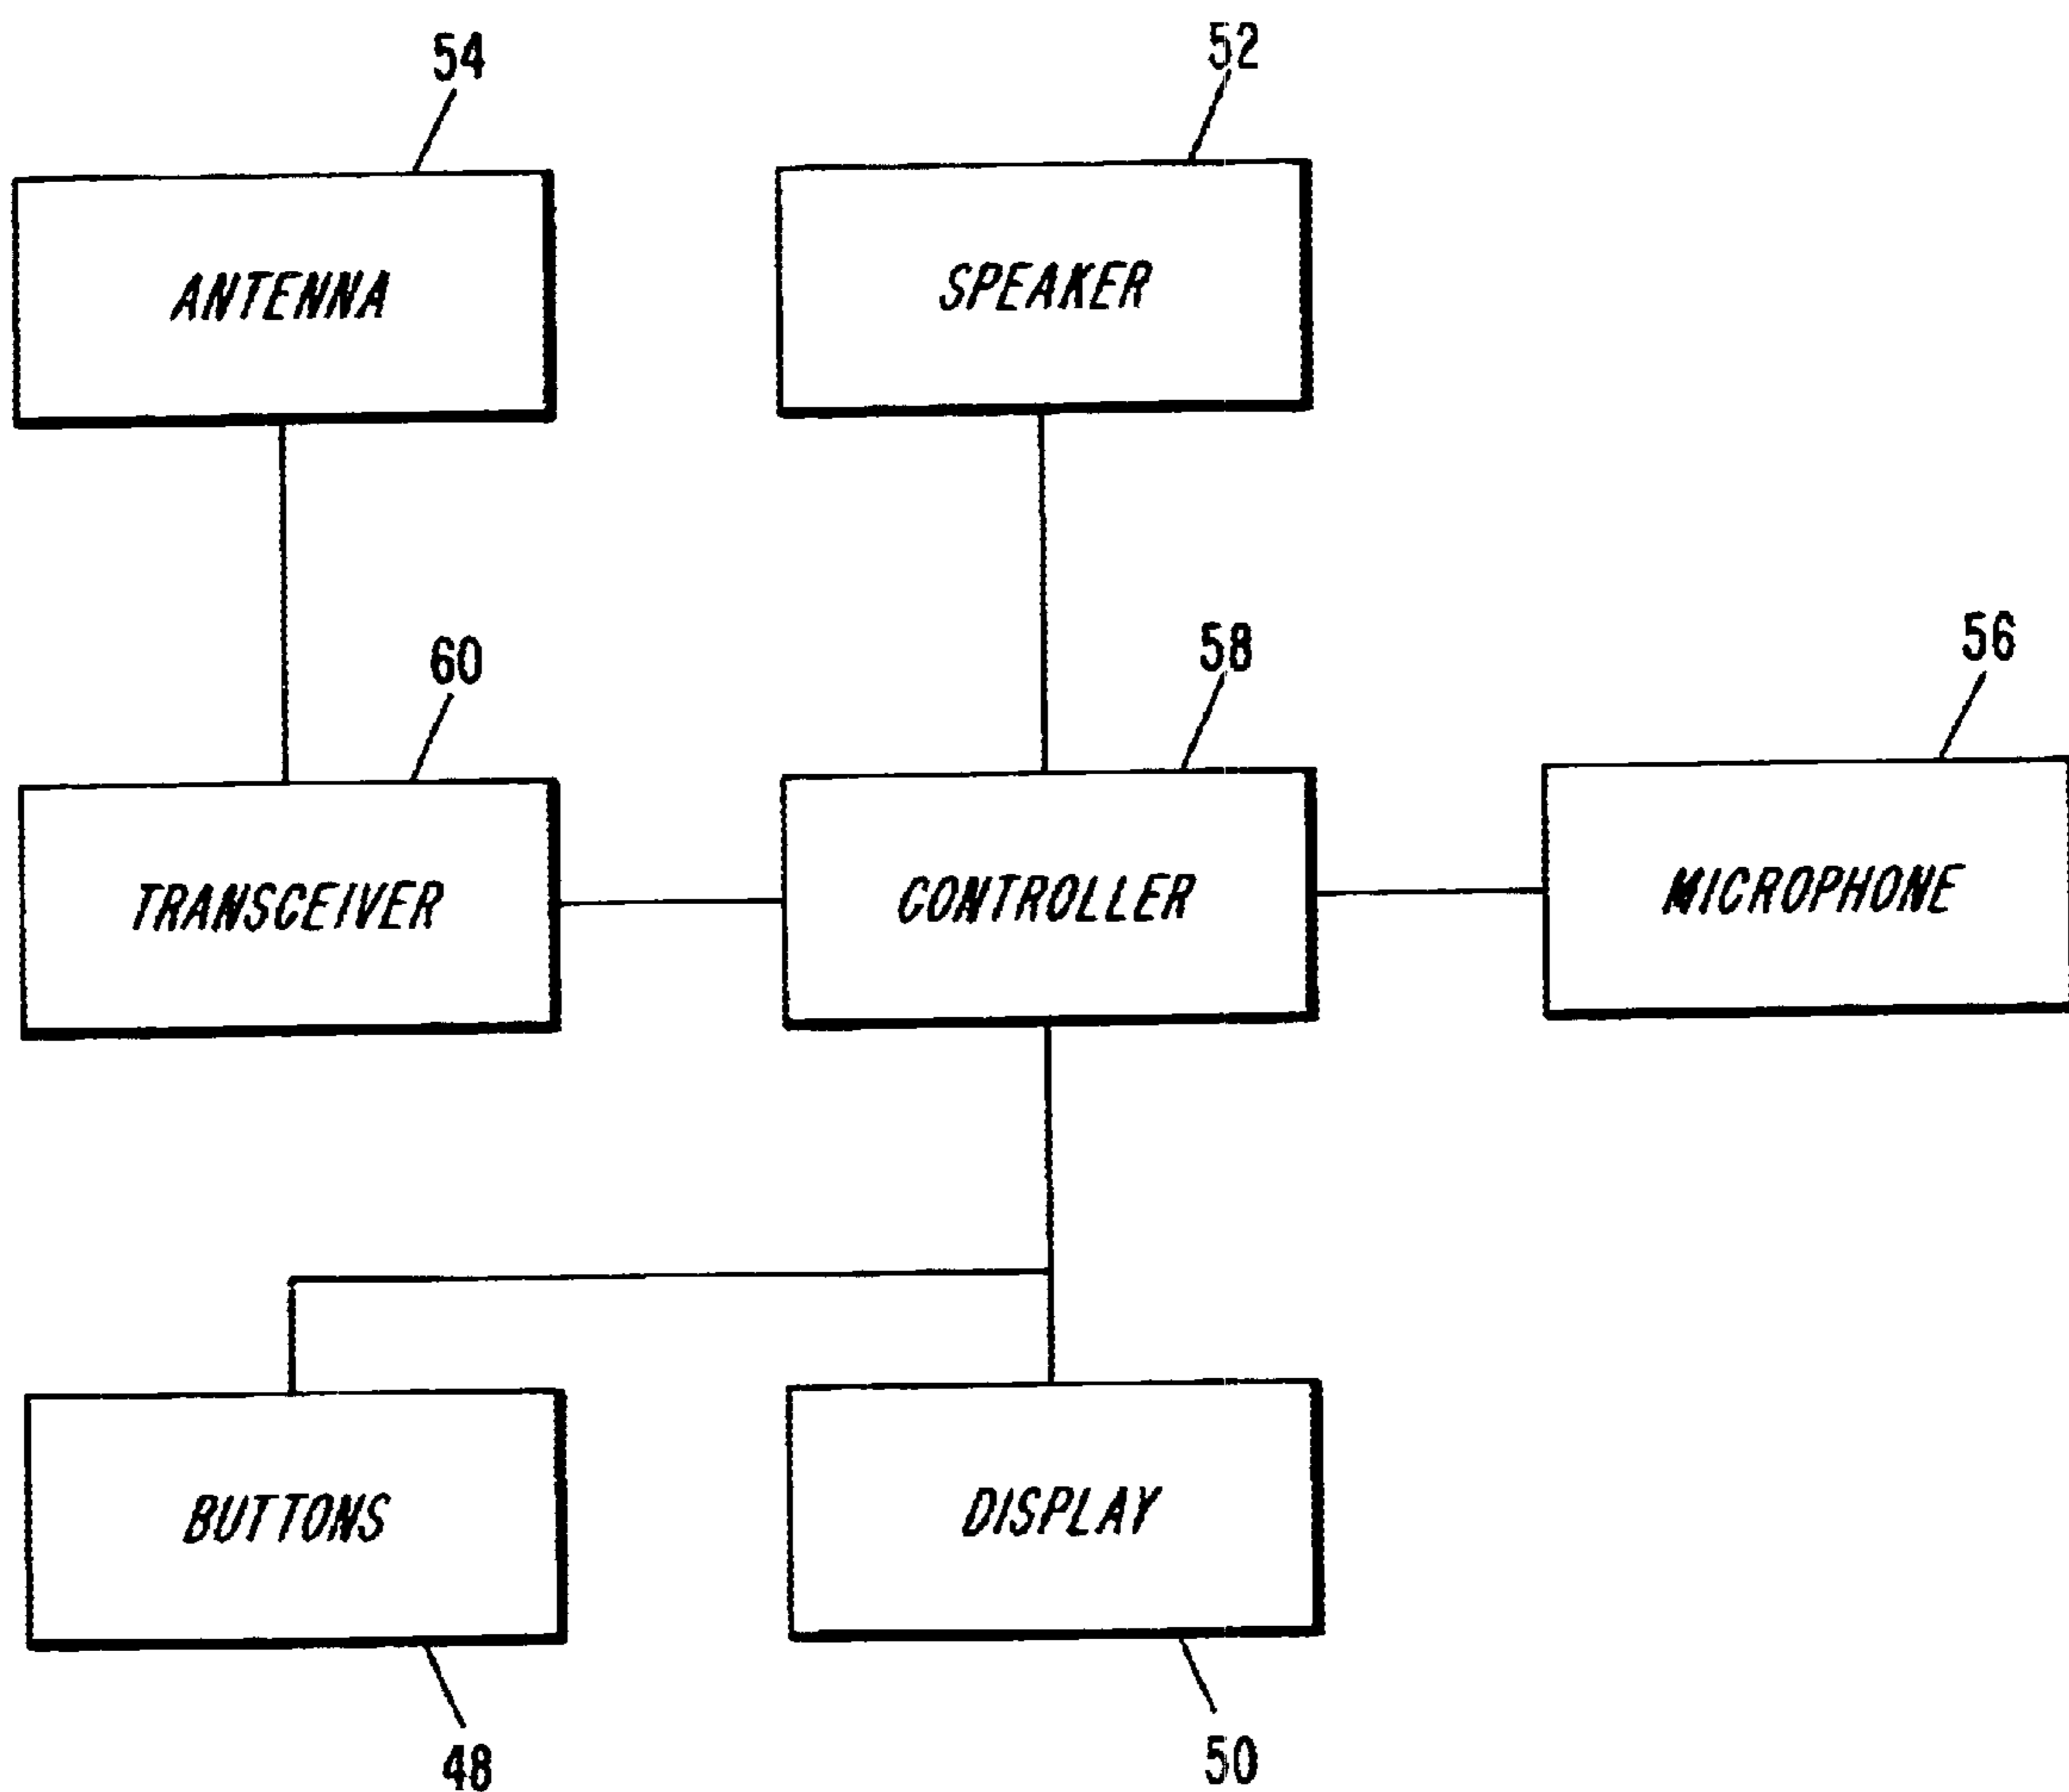 54
52
ANTENNA
SPEAKER
60
58
56
TRANSCEIVER
CONTROLLER
MICROPHONE
BUTTONS
DISPLAY
48
50